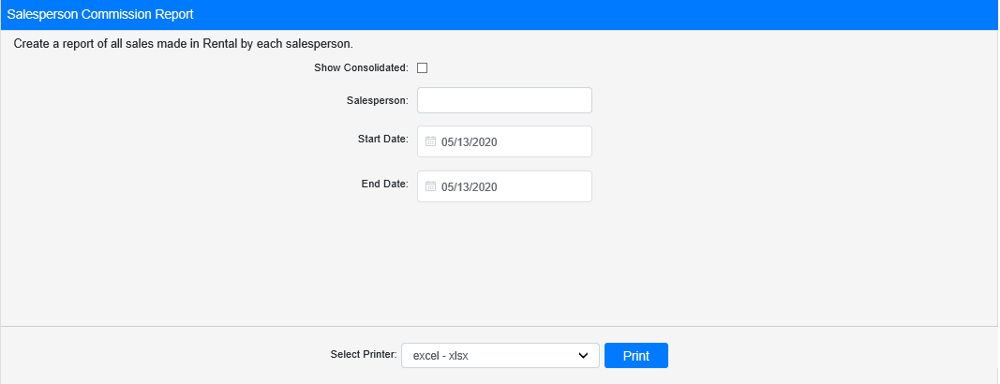 Salesperson Commission Report
Create a report of all sales made in Rental by each salesperson.
Show Consolidated:
Salesperson:
Start Date: 05/13/2020
End Date: 05/13/2020
Select Printer: excel - xlsx Print